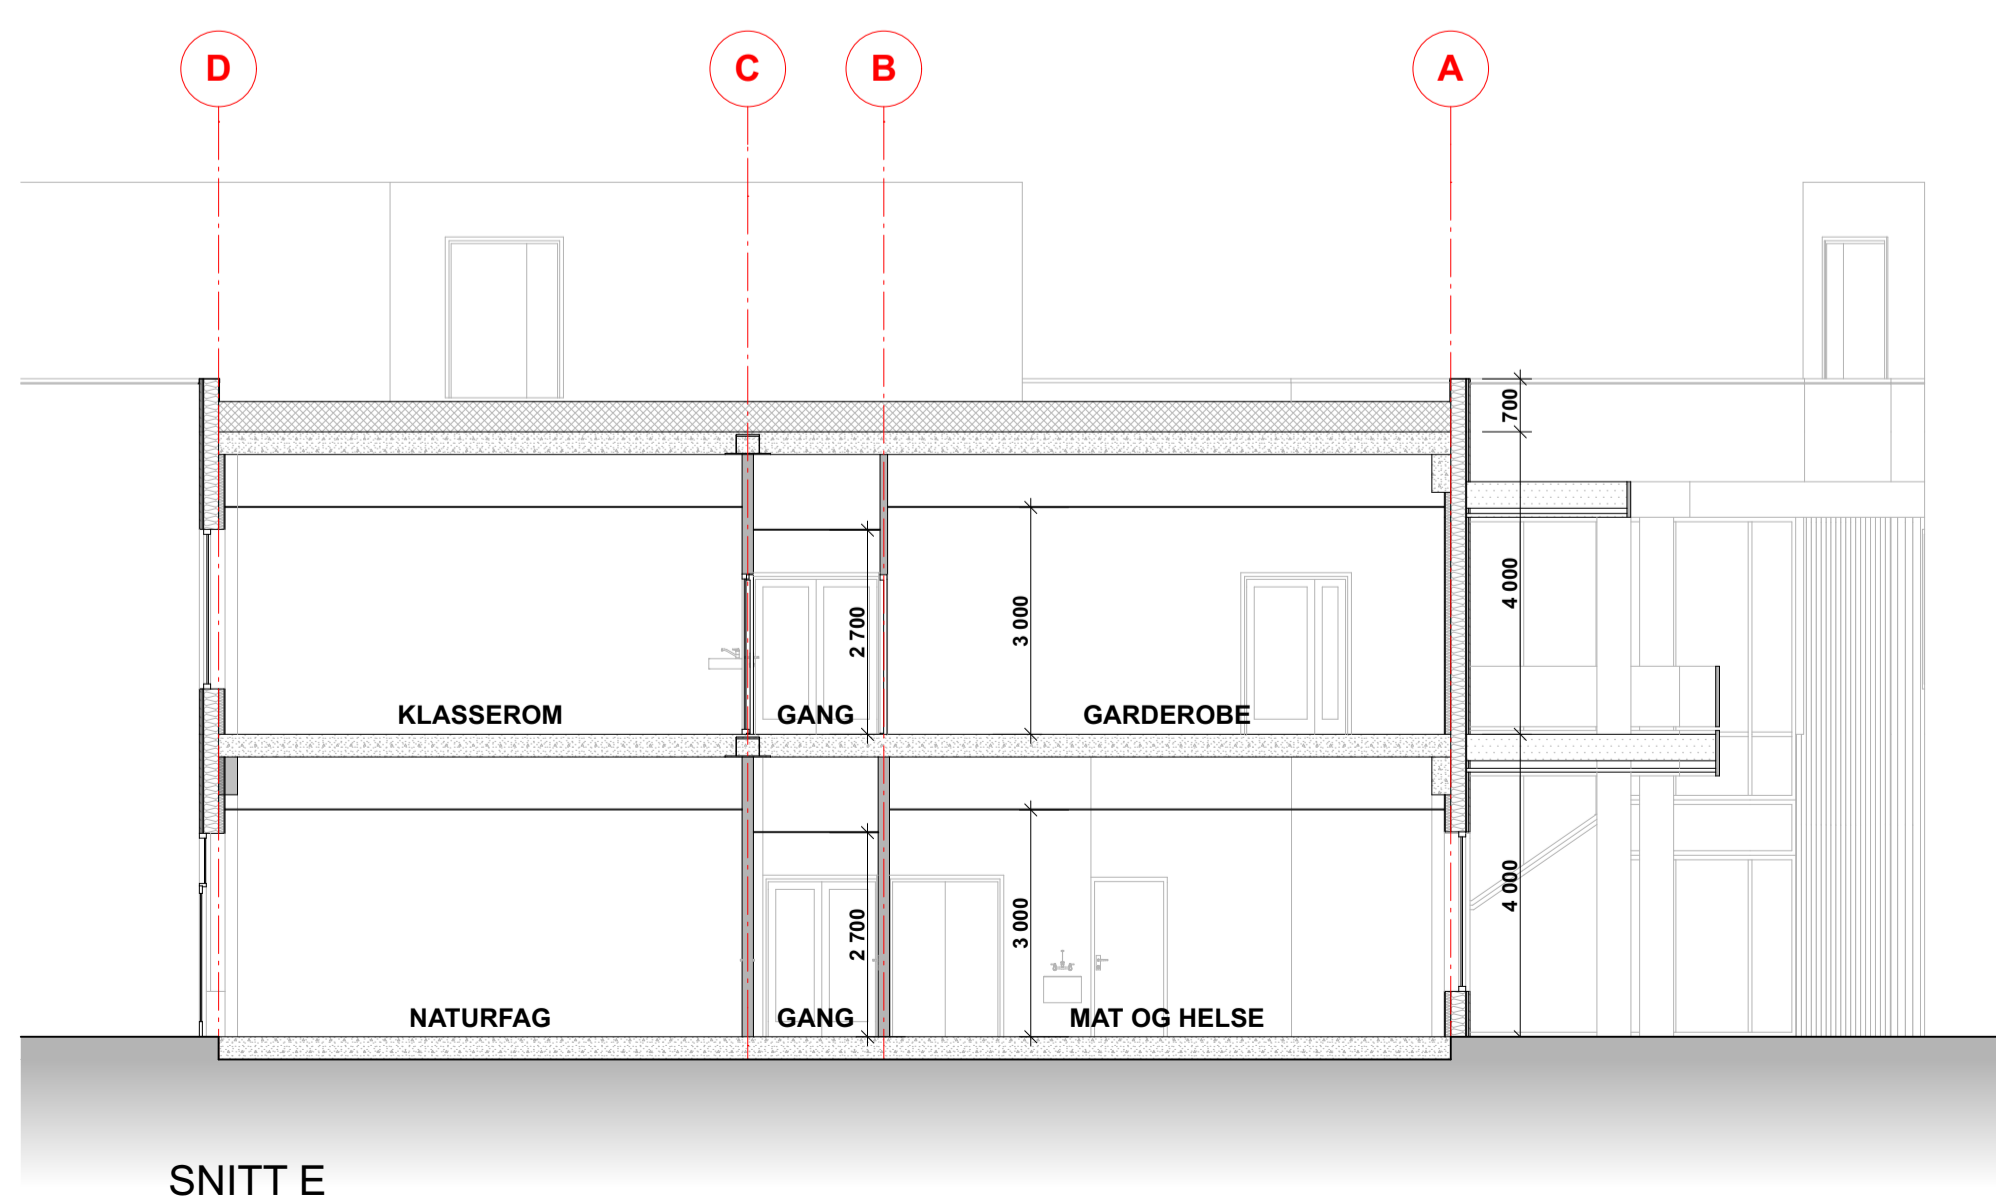 D
C
B
A
700
4 000
2 700
3 000
KLASSEROM
GANG
GARDEROBE
4 000
2 700
3 000
NATURFAG
GANG
MAT OG HELSE
SNITT E